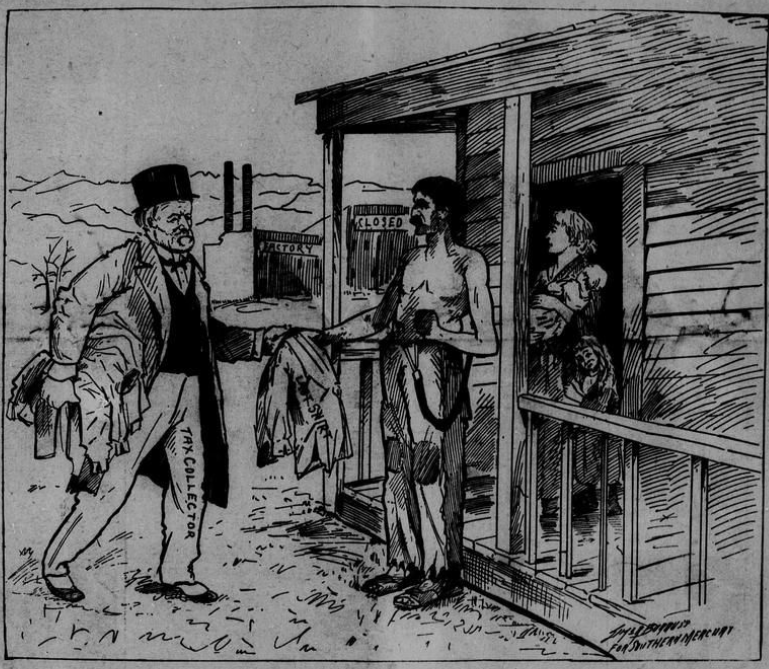 FACTORY
CLOSED
SHIRT
TAX COLLECTOR
FOR SOUTHERN MERCURY